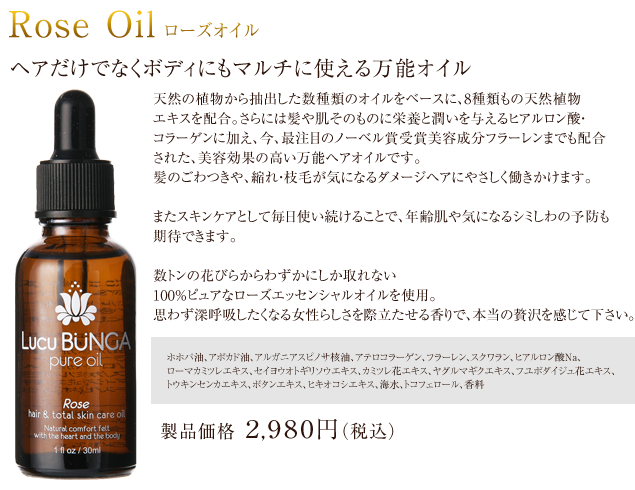 Rose Oil ローズオイル
ヘアだけでなくボディにもマルチに使える万能オイル
天然の植物から抽出した数種類のオイルをベースに、8種類もの天然植物
エキスを配合。さらには髪や肌そのものに栄養と潤いを与えるヒアルロン酸・
コラーゲンに加え、今、最注目のノーベル賞受賞美容成分フラーレンまでも配合
された、美容効果の高い万能ヘアオイルです。
髪のごわつきや、縮れ・枝毛が気になるダメージヘアにやさしく働きかけます。
またスキンケアとして毎日使い続けることで、年齢肌や気になるシミしわの予防も
期待できます。
数トンの花びらからわずかにしか取れない
100%ピュアなローズエッセンシャルオイルを使用。
思わず深呼吸したくなる女性らしさを際立たせる香りで、本当の贅沢を感じて下さい。
ホホバ油、アボカド油、アルガニアスピノサ核油、アテロコラーゲン、フラーレン、スクワラン、ヒアルロン酸Na、
ローマカミツレエキス、セイヨウオトギリソウエキス、カミツレ花エキス、ヤグルマギクエキス、フユボダイジュ花エキス、
トウキンセンカエキス、ボタンエキス、ヒキオコシエキス、海水、トコフェロール、香料
製品価格 2,980円(税込)
Lucu BUNGA
pure oil
Rose
hair & total skin care oil
Natural comfort felt
with the heart and the body
1 fl oz / 30ml